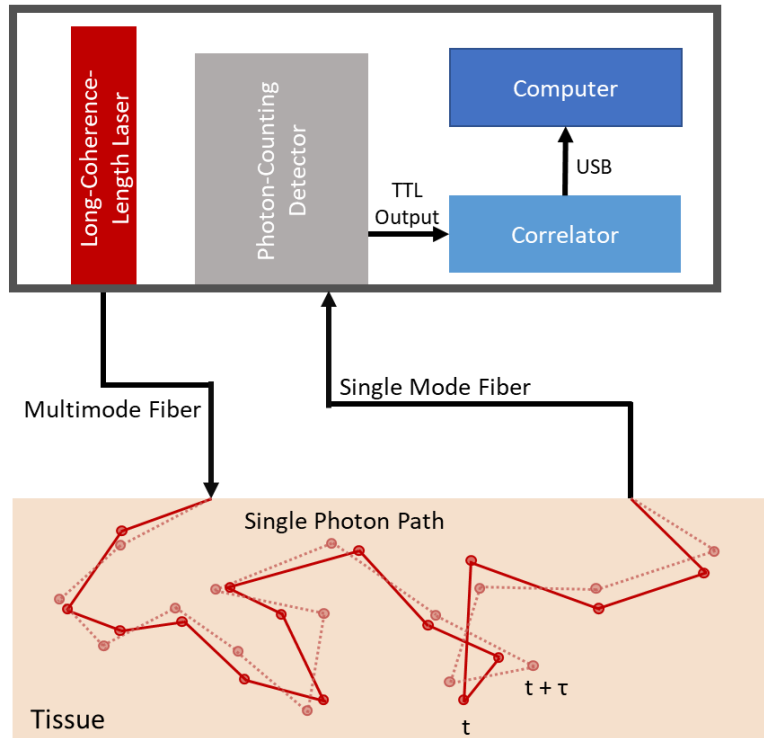 Long-Coherence-
Length Laser
Photon-Counting
Detector
Computer
USB
TTL
Output
Correlator
Multimode Fiber
Single Mode Fiber
Single Photon Path
t + τ
t
Tissue